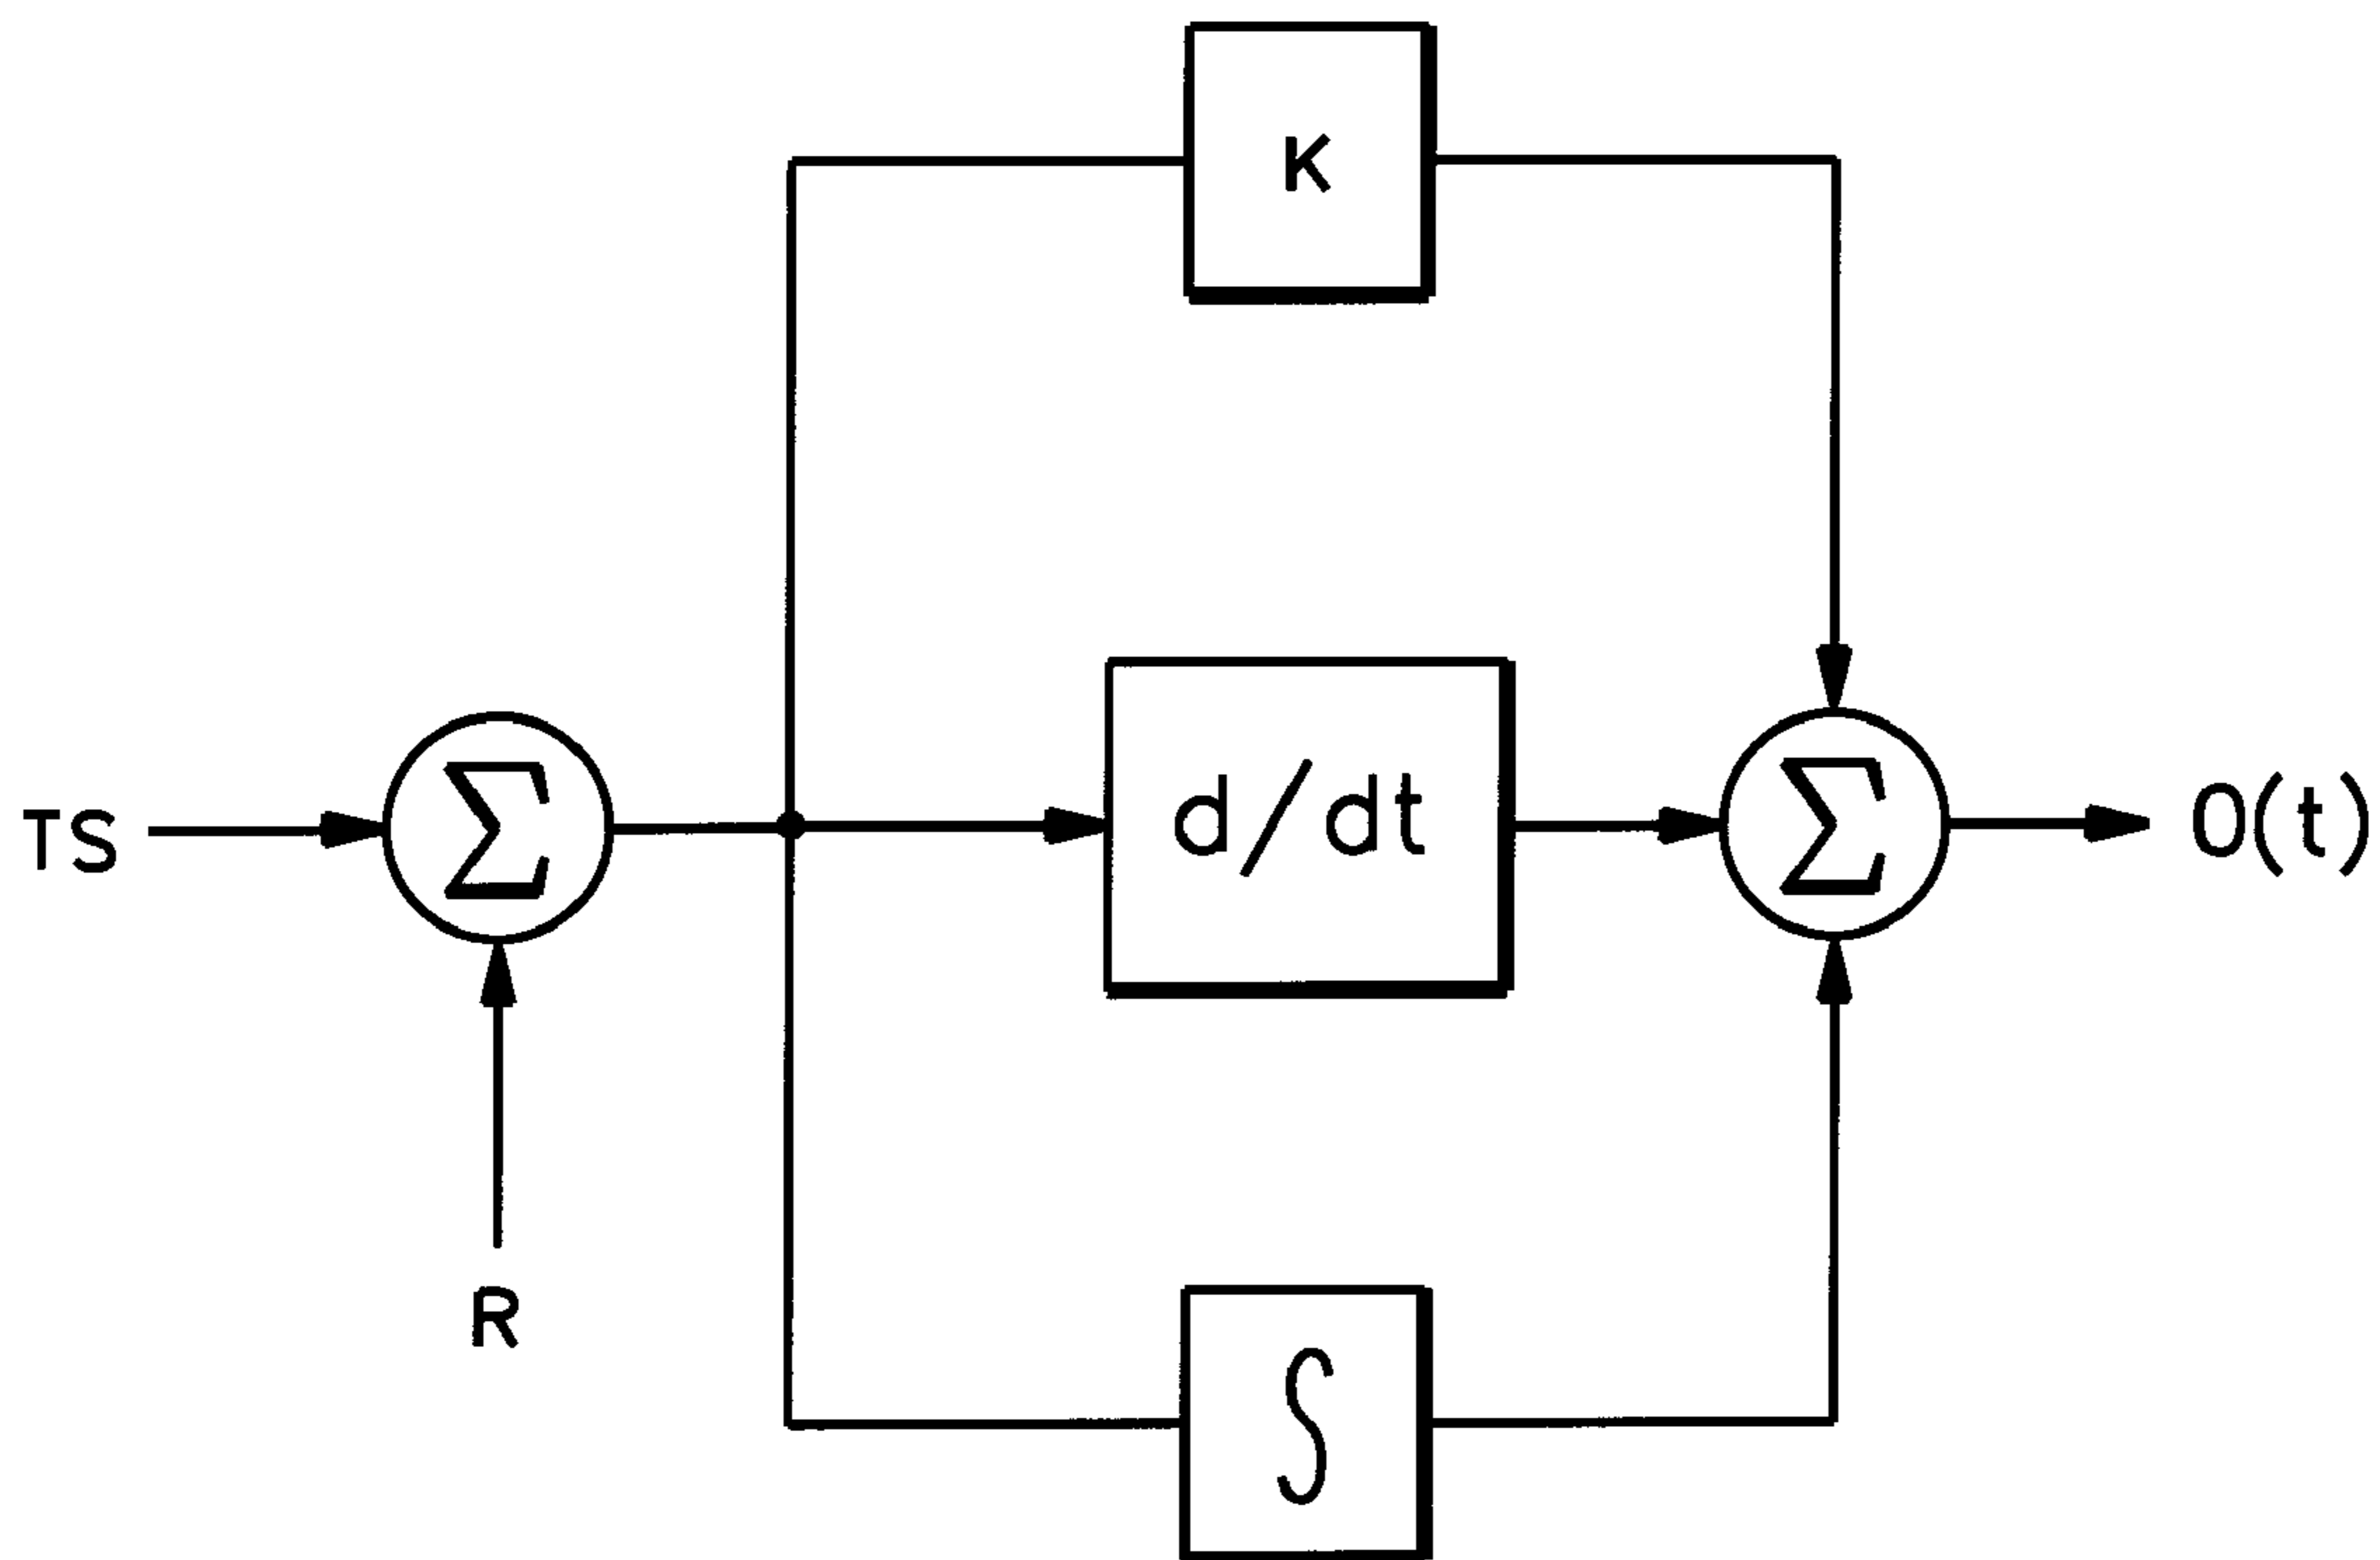 K
TS
Σ
d/dt
Σ
O(t)
R
∫